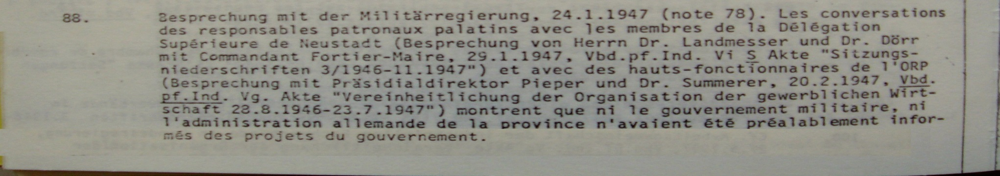 88. Besprechung mit der Militärregierung, 24.1.1947 (note 78). Les conversations
des responsables patronaux palatins avec les membres de la Délégation
Supérieure de Neustadt (Besprechung von Herrn Dr. Landmesser und Dr. Dörr
mit Commandant Fortier-Maire, 29.1.1947, Vbd.pf.Ind. Vi S Akte "Sitzungs-
niederschriften 3/1946-11.1947") et avec des hauts-fonctionnaires de l'ORP
(Besprechung mit Präsidialdirektor Pieper und Dr. Summerer, 20.2.1947, Vbd.
pf.Ind. Vg. Akte "Vereinheitlichung der Organisation der gewerblichen Wirt-
schaft 28.8.1946-23.7.1947") montrent que ni le gouvernement militaire, ni
l'administration allemande de la province n'avaient été préalablement infor-
més des projets du gouvernement.